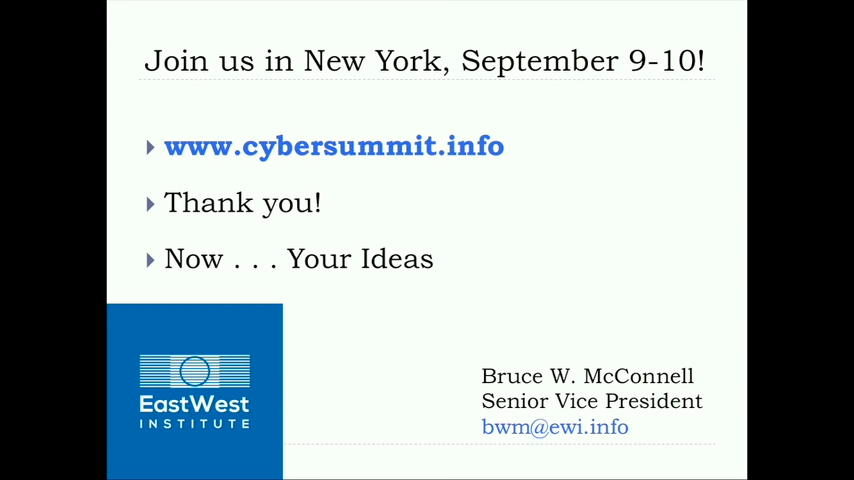 Join us in New York, September 9-10!
www.cybersummit.info
Thank you!
Now . . . Your Ideas
EastWest
INSTITUTE
Bruce W. McConnell
Senior Vice President
bwm@ewi.info